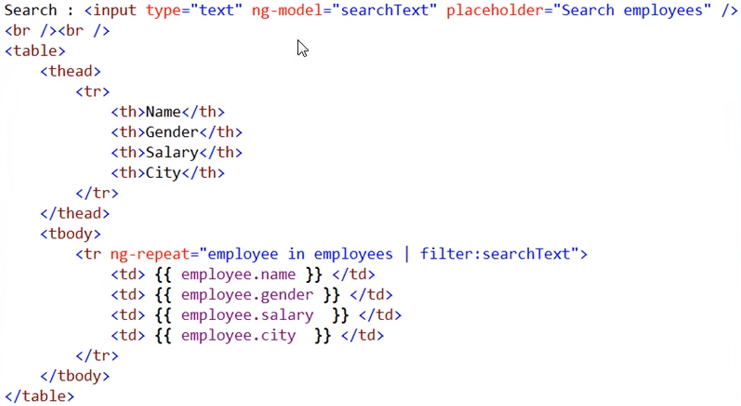 Search : <input type="text" ng-model="searchText" placeholder="Search employees" />
<br /><br />
<table>
    <thead>
        <tr>
            <th>Name</th>
            <th>Gender</th>
            <th>Salary</th>
            <th>City</th>
        </tr>
    </thead>
    <tbody>
        <tr ng-repeat="employee in employees | filter:searchText">
            <td> {{ employee.name }} </td>
            <td> {{ employee.gender }} </td>
            <td> {{ employee.salary  }} </td>
            <td> {{ employee.city  }} </td>
        </tr>
    </tbody>
</table>